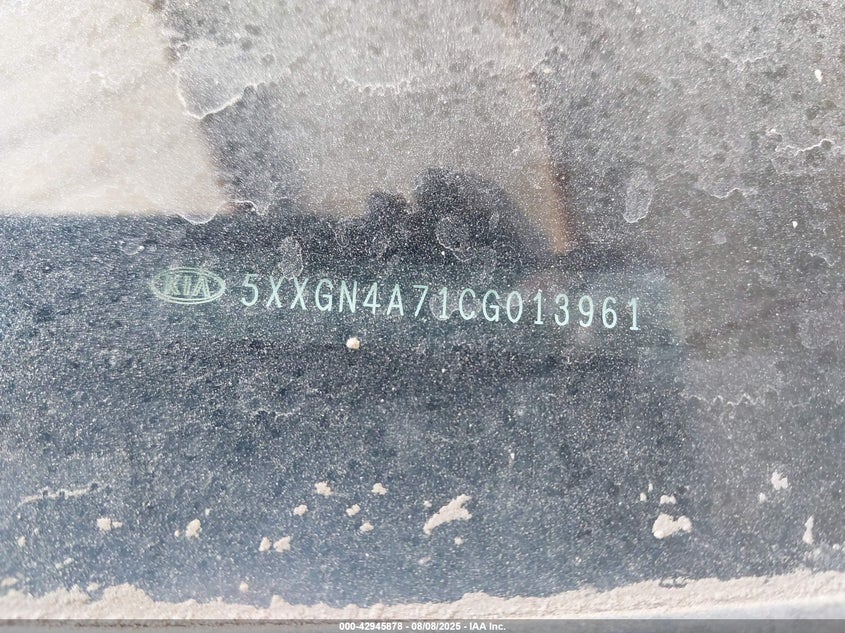 KIA 5XXGN4A71CG013961
000-42945878 - 08/08/2025 - IAA Inc.